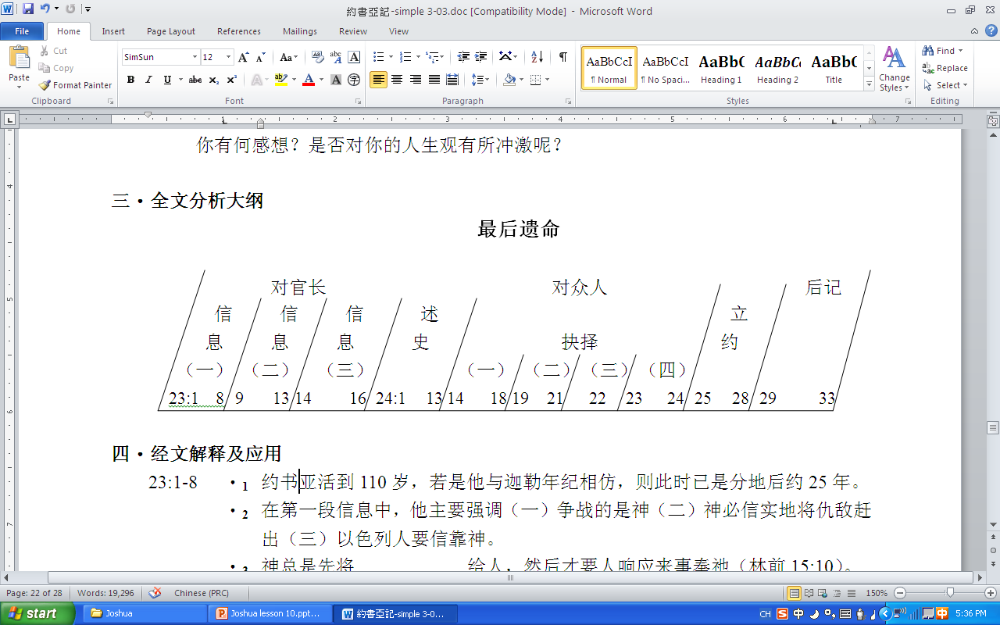 約書亞記-simple 3-03.doc [Compatibility Mode] - Microsoft Word
File Home Insert Page Layout References Mailings Review View
Paste
Cut
Copy
Format Painter
Clipboard
SimSun 12
Font
Paragraph
AaBbCcI AaBbCcI AaBbC AaBbCc AaBbC
¶ Normal ¶ No Spaci... Heading 1 Heading 2 Title
Change Styles
Styles
Find
Replace
Select
Editing
1 2 3 4 5 6 7
你有何感想？是否对你的人生观有所冲激呢？
三·全文分析大纲
最后遗命
对官长 对众人 后记
信 信 信 述 立
息 息 息 史 抉择 约
（一） （二） （三） （一） （二） （三） （四）
23:1 8 9 13 14 16 24:1 13 14 18 19 21 22 23 24 25 28 29 33
四·经文解释及应用
23:1-8 ·1 约书亚活到 110 岁，若是他与迦勒年纪相仿，则此时已是分地后约 25 年。
·2 在第一段信息中，他主要强调（一）争战的是神（二）神必信实地将仇敌赶
出（三）以色列人要信靠神。
·3 神总是先将 给人，然后才要人响应来事奉祂（林前 15:10）。
Page: 22 of 28 Words: 19,296 Chinese (PRC) 150%
start Joshua Joshua lesson 10.ppt... 約書亞記-simple 3-0... CH 中 5:36 PM